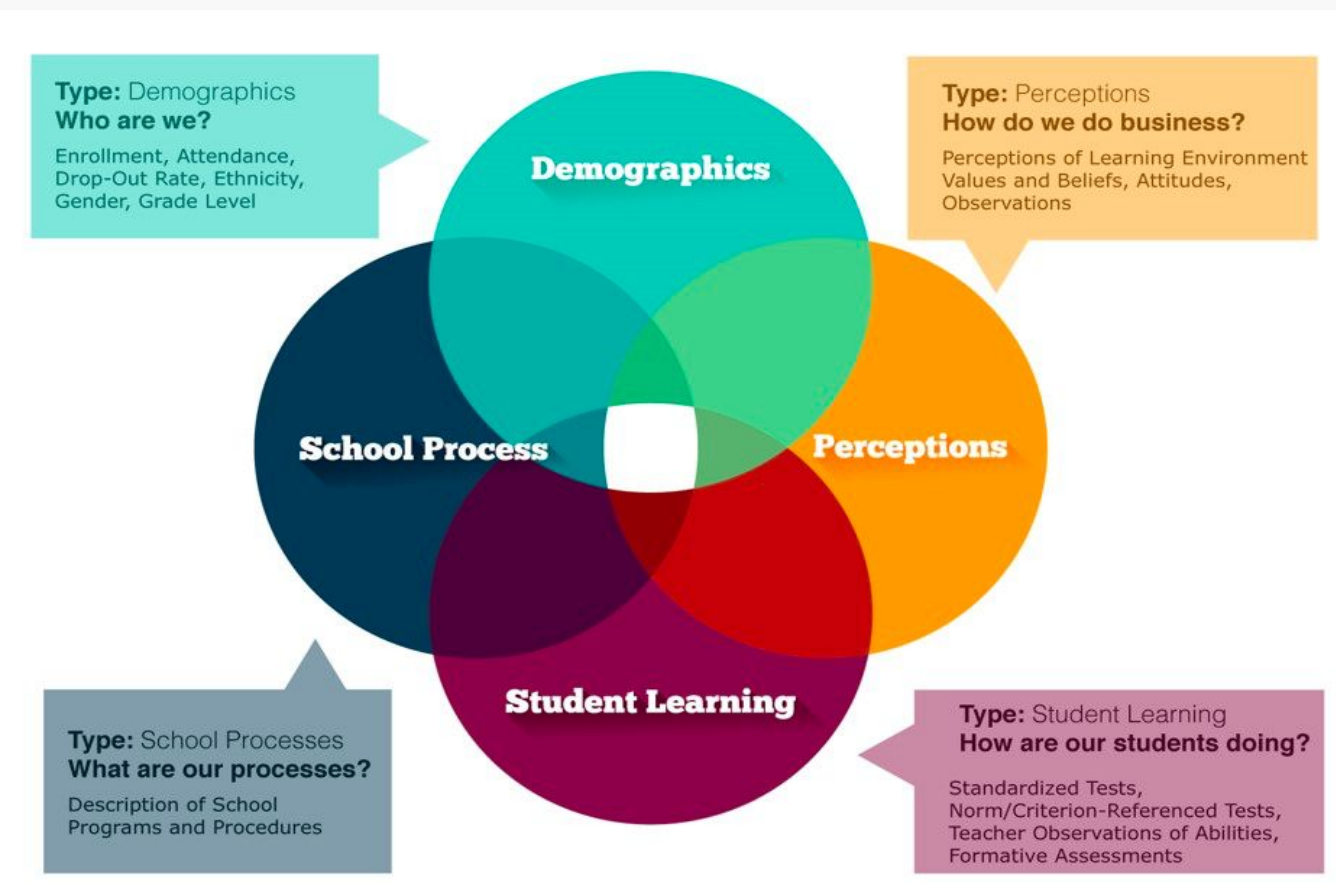 Type: Demographics
Who are we?
Enrollment, Attendance,
Drop-Out Rate, Ethnicity,
Gender, Grade Level
Type: Perceptions
How do we do business?
Perceptions of Learning Environment
Values and Beliefs, Attitudes,
Observations
Demographics
School Process
Perceptions
Student Learning
Type: School Processes
What are our processes?
Description of School
Programs and Procedures
Type: Student Learning
How are our students doing?
Standardized Tests,
Norm/Criterion-Referenced Tests,
Teacher Observations of Abilities,
Formative Assessments